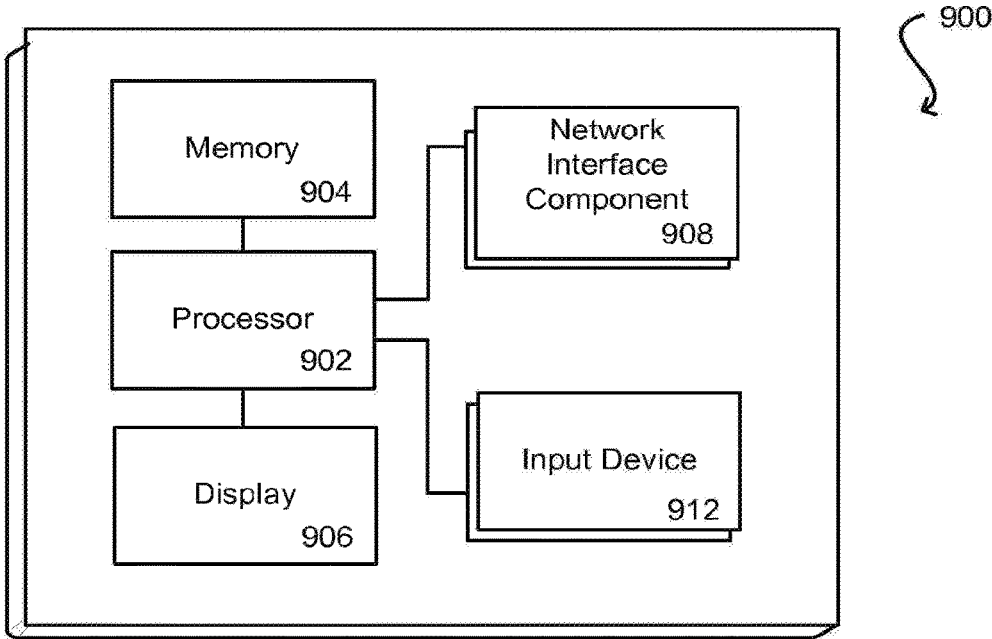 900
Memory
904
Network
Interface
Component
908
Processor
902
Input Device
912
Display
906